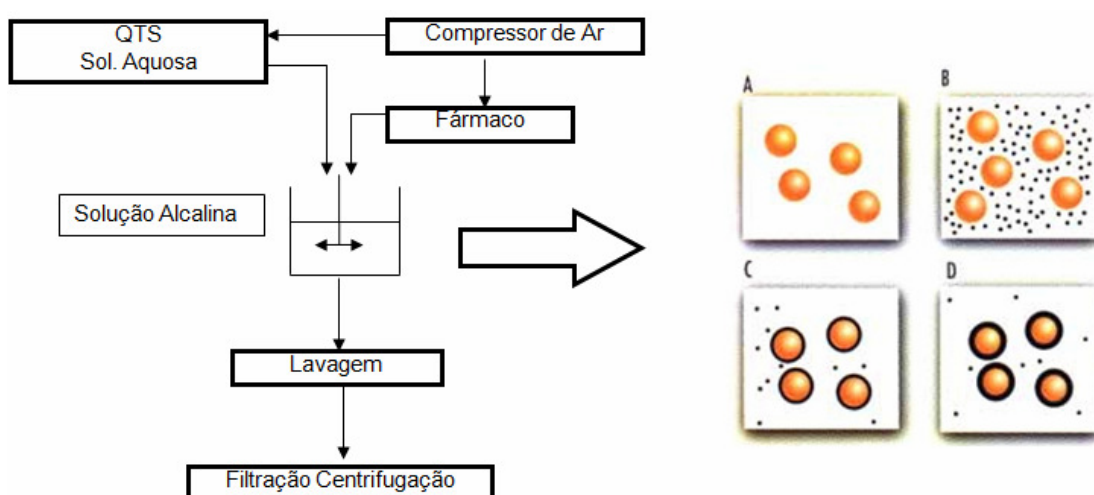 QTS
Sol. Aquosa
Compressor de Ar
Fármaco
Solução Alcalina
Lavagem
Filtração Centrifugação
A
B
C
D